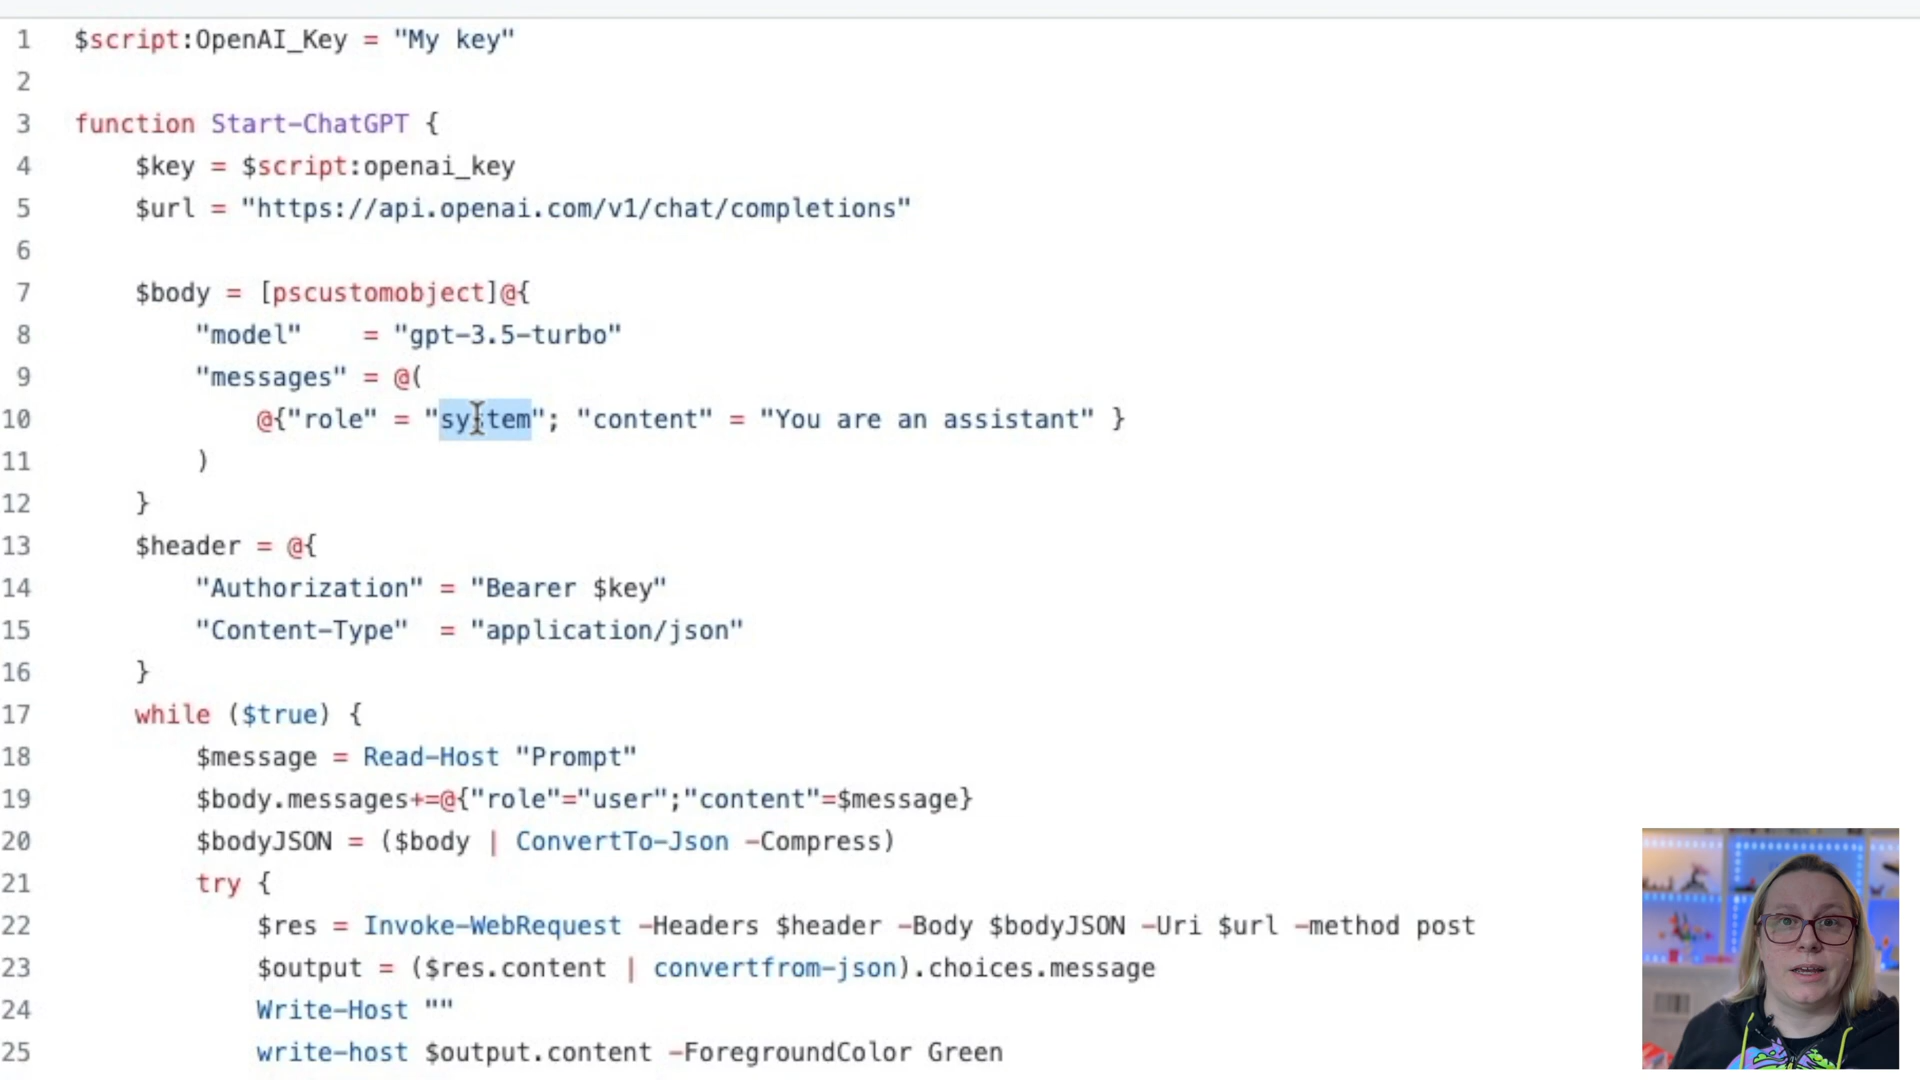 1 $script:OpenAI_Key = "My key"
2
3 function Start-ChatGPT {
4 $key = $script:openai_key
5 $url = "https://api.openai.com/v1/chat/completions"
6
7 $body = [pscustomobject]@{
8 "model" = "gpt-3.5-turbo"
9 "messages" = @(
10 @{"role" = "system"; "content" = "You are an assistant" }
11 )
12 }
13 $header = @{
14 "Authorization" = "Bearer $key"
15 "Content-Type" = "application/json"
16 }
17 while ($true) {
18 $message = Read-Host "Prompt"
19 $body.messages+=@{"role"="user";"content"=$message}
20 $bodyJSON = ($body | ConvertTo-Json -Compress)
21 try {
22 $res = Invoke-WebRequest -Headers $header -Body $bodyJSON -Uri $url -method post
23 $output = ($res.content | convertfrom-json).choices.message
24 Write-Host ""
25 write-host $output.content -ForegroundColor Green